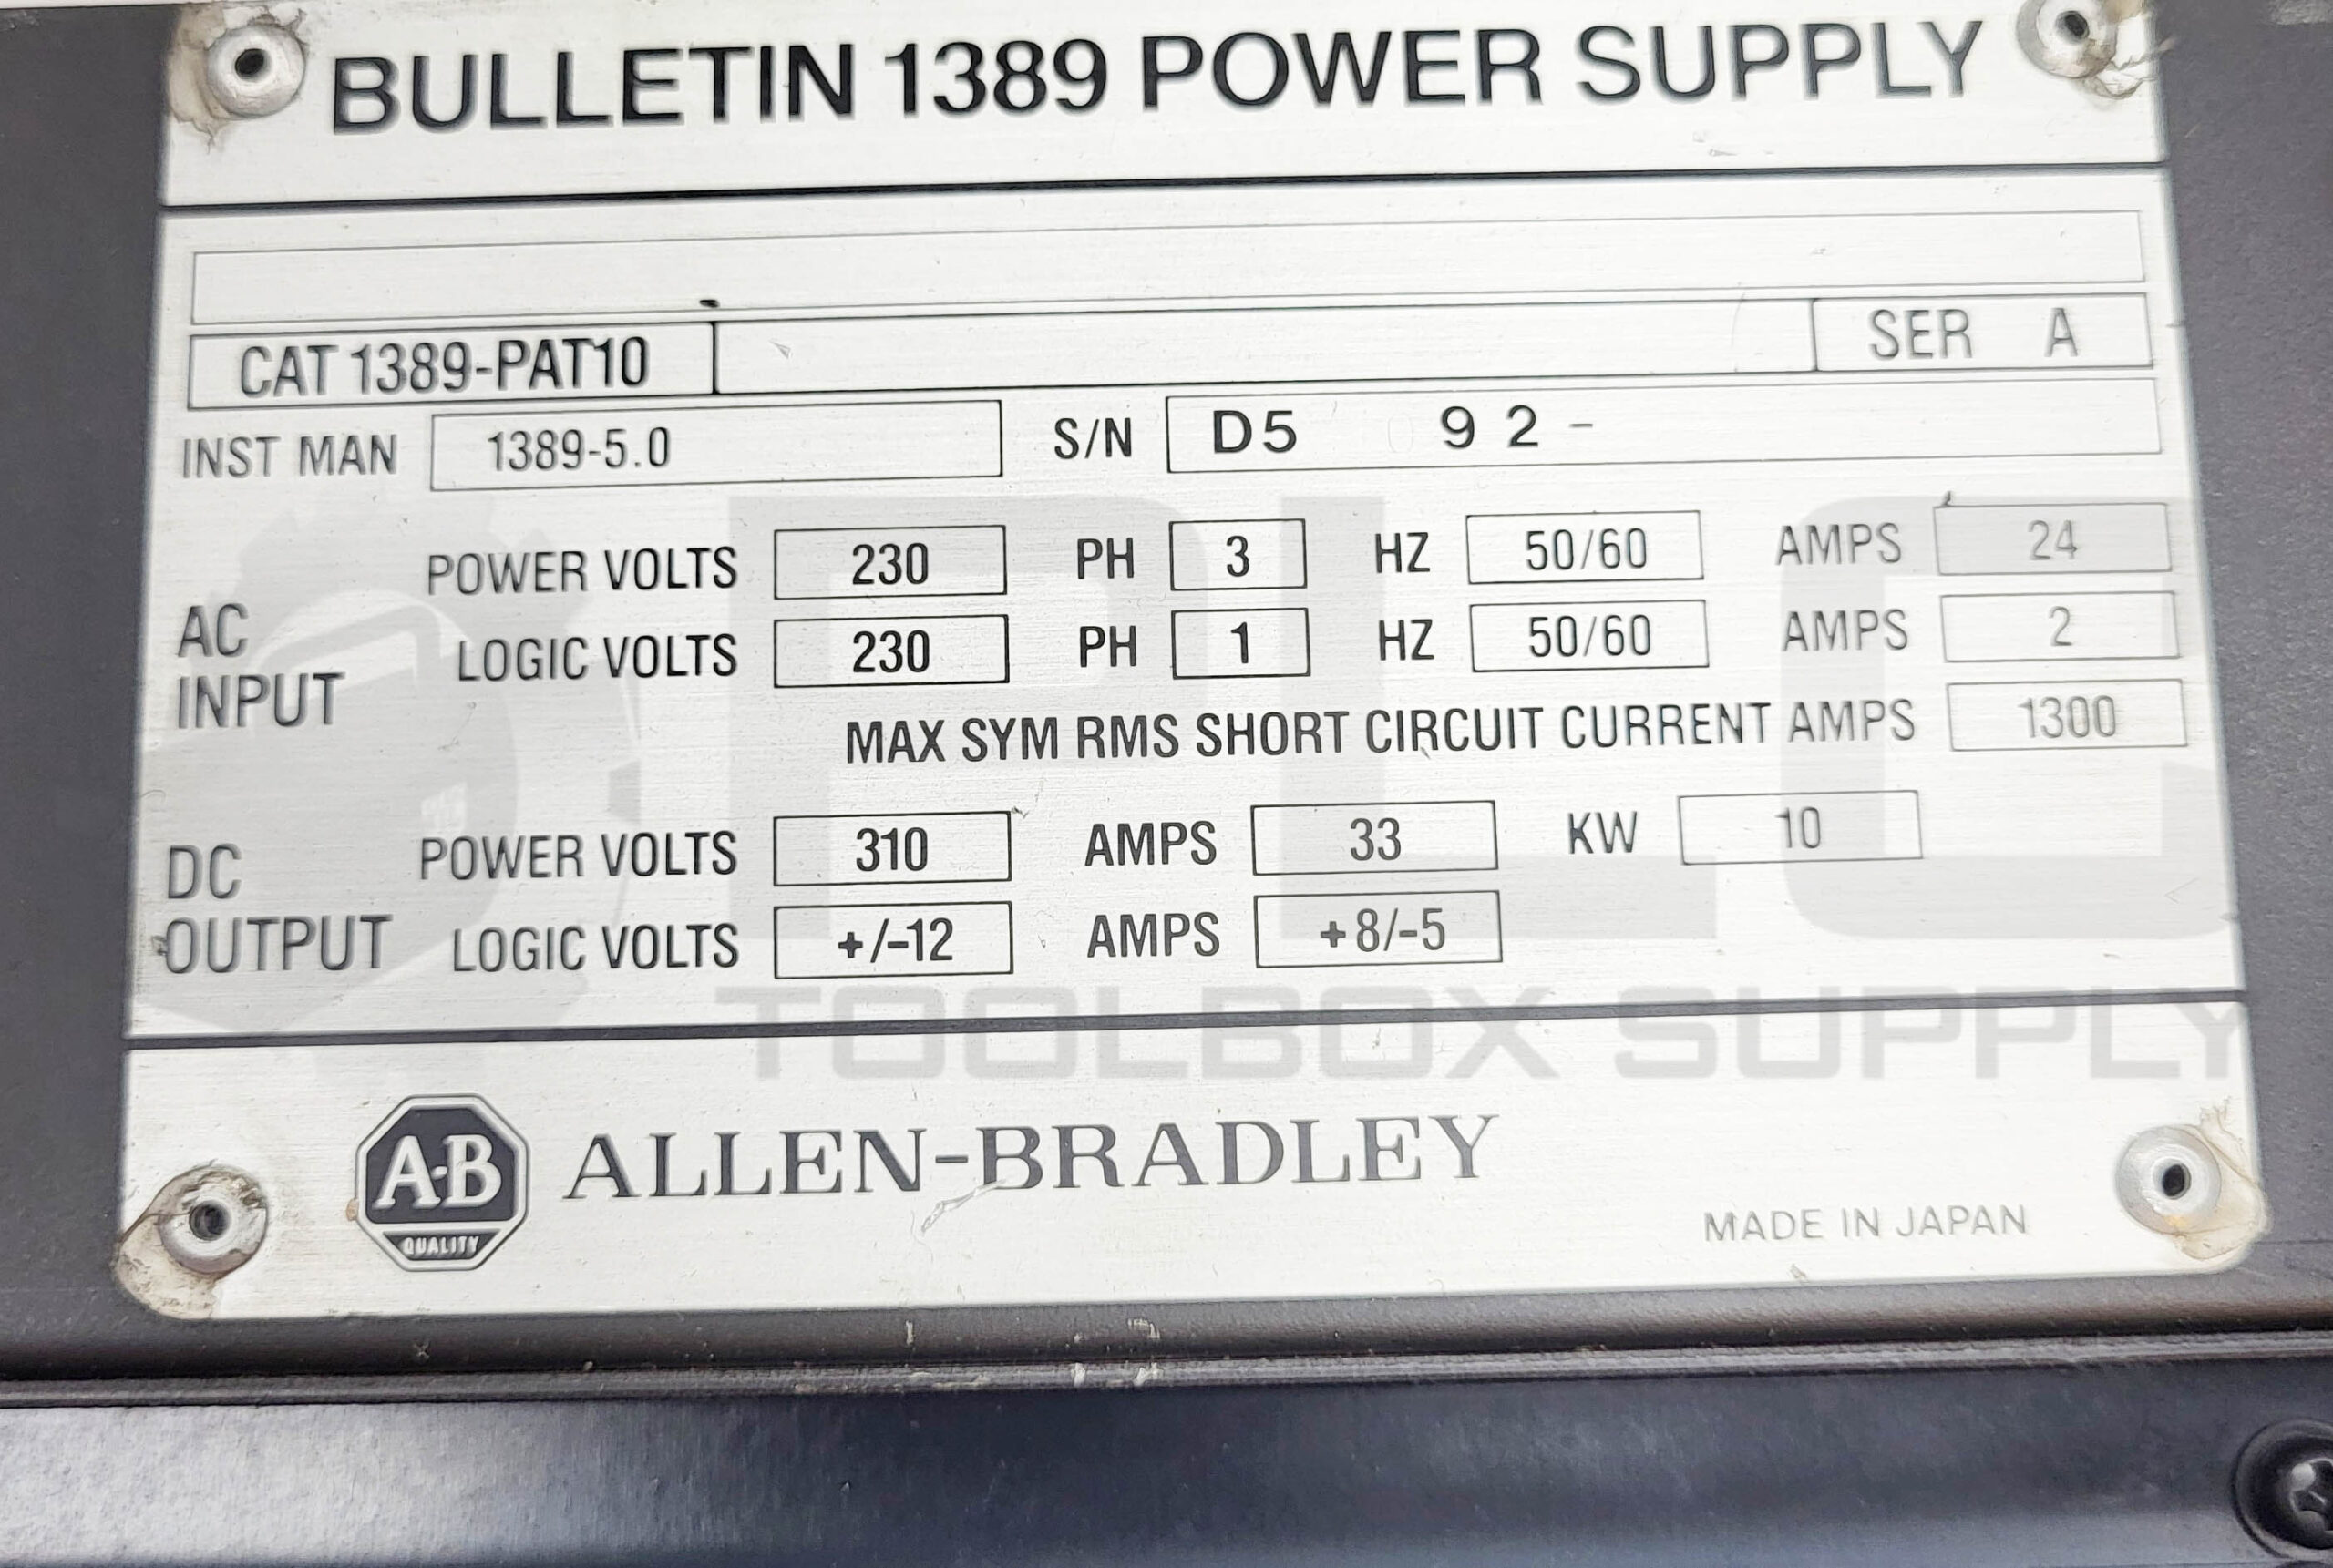 BULLETIN 1389 POWER SUPPLY
CAT 1389-PAT10 SER A
INST MAN 1389-5.0 S/N D5 92-
AC INPUT
POWER VOLTS 230 PH 3 HZ 50/60 AMPS 24
LOGIC VOLTS 230 PH 1 HZ 50/60 AMPS 2
MAX SYM RMS SHORT CIRCUIT CURRENT AMPS 1300
DC OUTPUT
POWER VOLTS 310 AMPS 33 KW 10
LOGIC VOLTS +/-12 AMPS +8/-5
PLC
TOOLBOX SUPPLY
A-B QUALITY
ALLEN-BRADLEY
MADE IN JAPAN